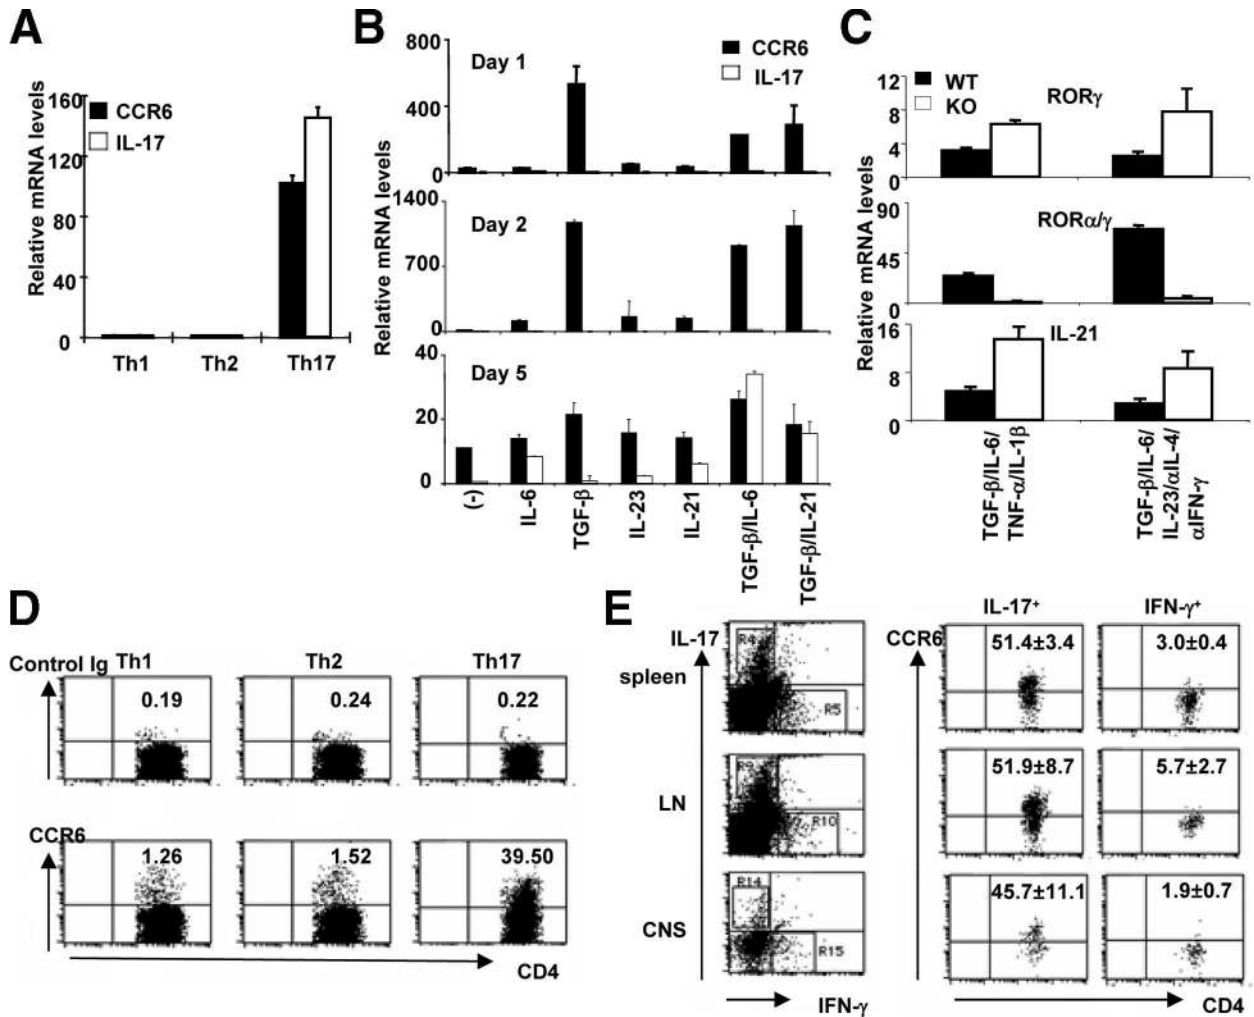 A
Relative mRNA levels
160
120
80
40
0
CCR6
IL-17
Th1
Th2
Th17
B
Relative mRNA levels
800
400
0
Day 1
CCR6
IL-17
1400
700
0
Day 2
40
20
0
Day 5
(-)
IL-6
TGF-β
IL-23
IL-21
TGF-β/IL-6
TGF-β/IL-21
C
Relative mRNA levels
12
8
4
0
WT
KO
RORγ
90
45
0
RORα/γ
16
8
0
IL-21
TGF-β/IL-6/
TNF-α/IL-1β
TGF-β/IL-6/
IL-23/αIL-4/
αIFN-γ
D
Control Ig
Th1
Th2
Th17
0.19
0.24
0.22
CCR6
1.26
1.52
39.50
CD4
E
IL-17
spleen
R4
R5
LN
R9
R10
CNS
R14
R15
IFN-γ
CCR6
IL-17+
IFN-γ+
51.4±3.4
3.0±0.4
51.9±8.7
5.7±2.7
45.7±11.1
1.9±0.7
CD4